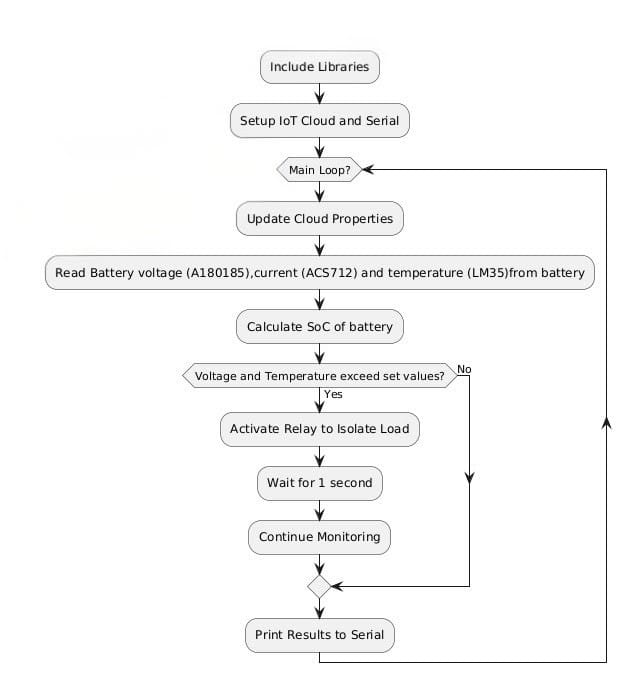 Include Libraries
Setup IoT Cloud and Serial
Main Loop?
Update Cloud Properties
Read Battery voltage (A180185),current (ACS712) and temperature (LM35)from battery
Calculate SoC of battery
Voltage and Temperature exceed set values?
No
Yes
Activate Relay to Isolate Load
Wait for 1 second
Continue Monitoring
Print Results to Serial